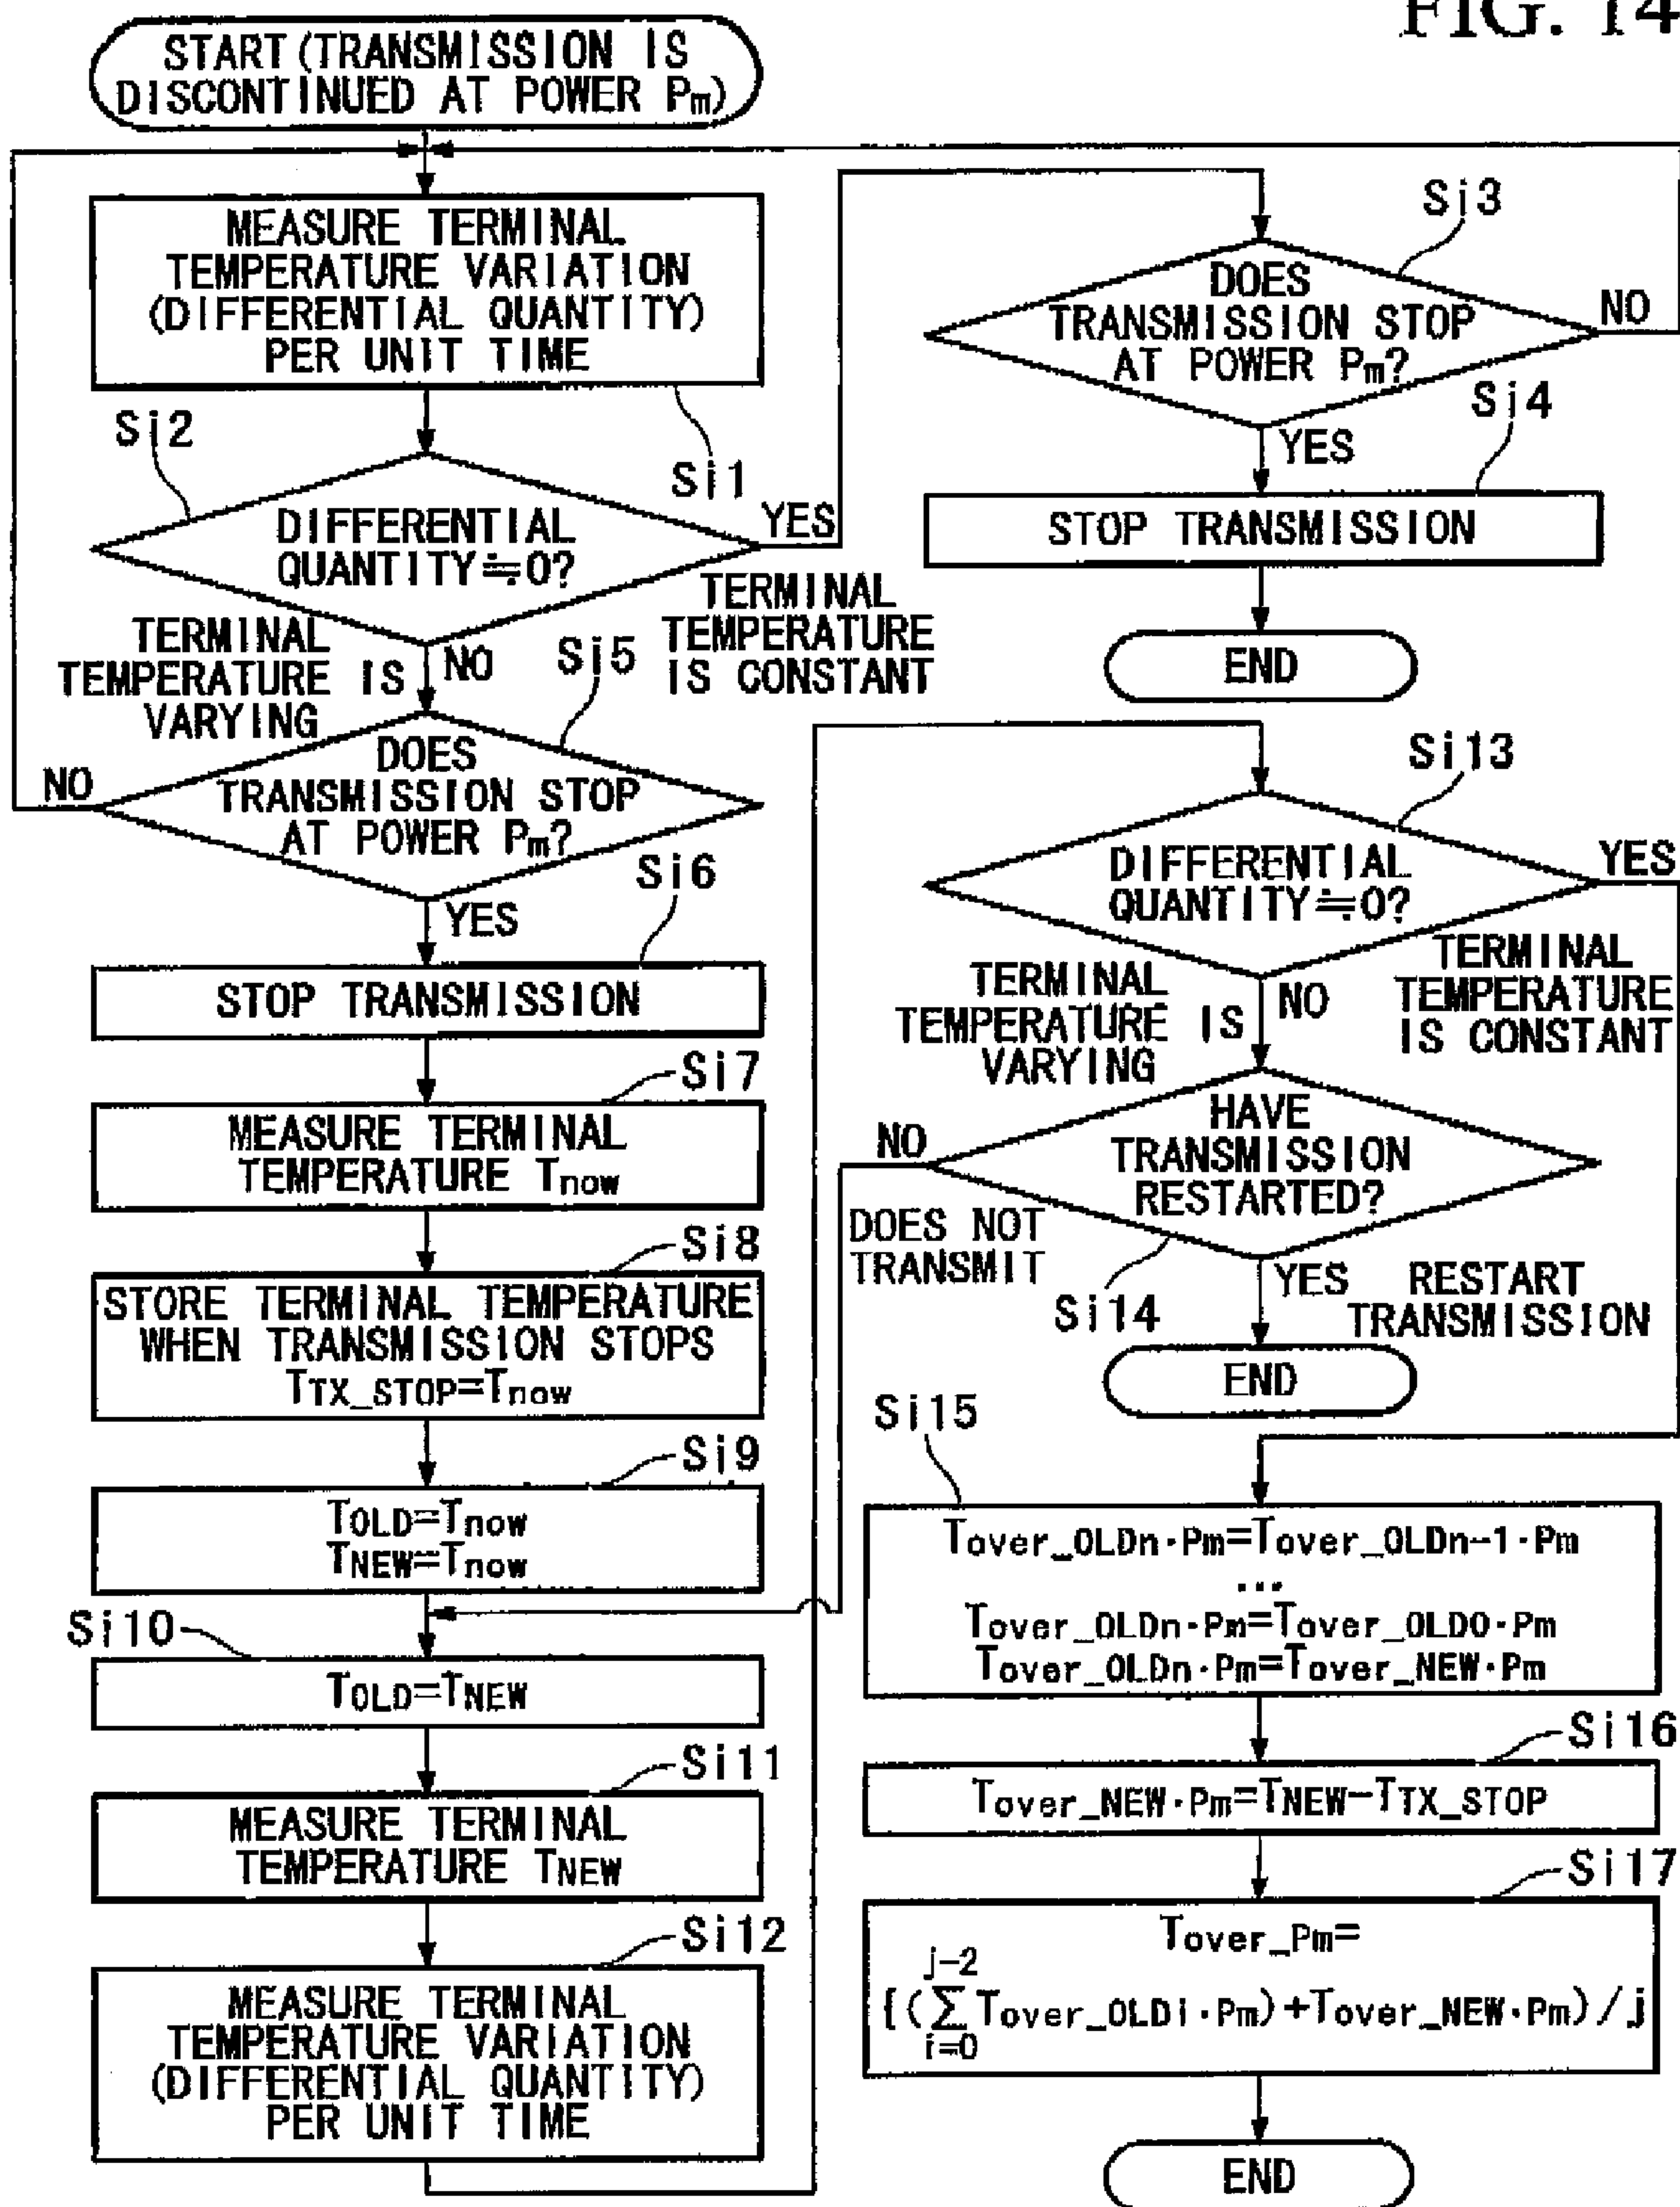 FIG. 14
START (TRANSMISSION IS
DISCONTINUED AT POWER Pm)
MEASURE TERMINAL
TEMPERATURE VARIATION
(DIFFERENTIAL QUANTITY)
PER UNIT TIME
Si1
Si2
DIFFERENTIAL
QUANTITY≒0?
YES
TERMINAL
TEMPERATURE
IS CONSTANT
TERMINAL
TEMPERATURE IS
VARYING
NO
Si3
DOES
TRANSMISSION STOP
AT POWER Pm?
NO
YES
Si4
STOP TRANSMISSION
END
Si5
DOES
TRANSMISSION STOP
AT POWER Pm?
NO
YES
Si6
STOP TRANSMISSION
Si7
MEASURE TERMINAL
TEMPERATURE Tnow
Si8
STORE TERMINAL TEMPERATURE
WHEN TRANSMISSION STOPS
TTX_STOP=Tnow
Si9
TOLD=Tnow
TNEW=Tnow
Si10
TOLD=TNEW
Si11
MEASURE TERMINAL
TEMPERATURE TNEW
Si12
MEASURE TERMINAL
TEMPERATURE VARIATION
(DIFFERENTIAL QUANTITY)
PER UNIT TIME
Si13
DIFFERENTIAL
QUANTITY≒0?
YES
TERMINAL
TEMPERATURE
IS CONSTANT
TERMINAL
TEMPERATURE IS
VARYING
NO
HAVE
TRANSMISSION
RESTARTED?
NO
DOES NOT
TRANSMIT
Si14
YES RESTART
TRANSMISSION
END
Si15
Tover_OLDn·Pm=Tover_OLDn-1·Pm
...
Tover_OLDn·Pm=Tover_OLD0·Pm
Tover_OLDn·Pm=Tover_NEW·Pm
Si16
Tover_NEW·Pm=TNEW-TTX_STOP
Si17
Tover_Pm=
j-2
{(ΣTover_OLDi·Pm)+Tover_NEW·Pm)/j
i=0
END